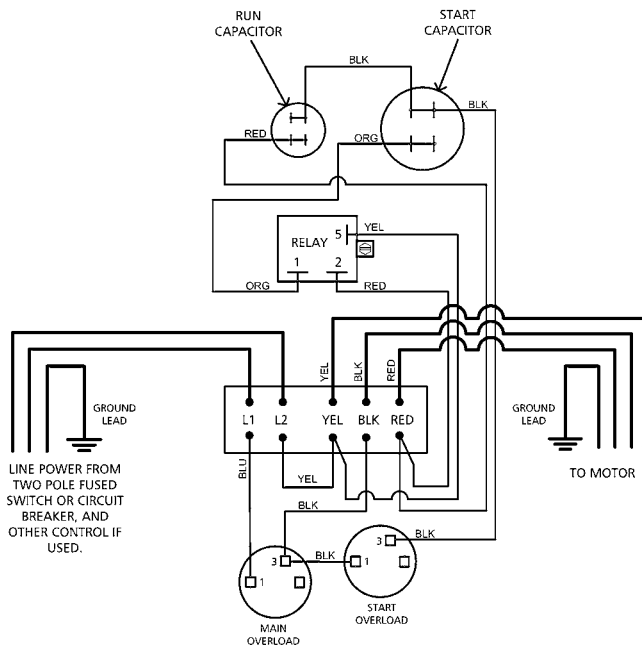 RUN
CAPACITOR
START
CAPACITOR
BLK
BLK
RED
ORG
YEL
5
RELAY
1
2
ORG
RED
YEL
BLK
RED
GROUND
LEAD
L1
L2
YEL
BLK
RED
GROUND
LEAD
LINE POWER FROM
TWO POLE FUSED
SWITCH OR CIRCUIT
BREAKER, AND
OTHER CONTROL IF
USED.
TO MOTOR
BLU
YEL
BLK
BLK
3
1
BLK
3
1
MAIN
OVERLOAD
START
OVERLOAD